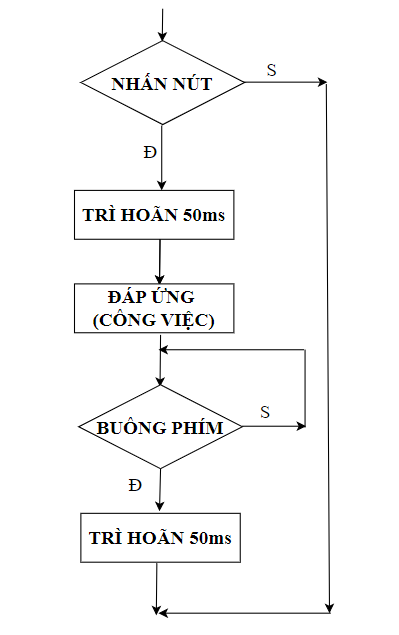 NHẤN NÚT
S
Đ
TRÌ HOÃN 50ms
ĐÁP ỨNG
(CÔNG VIỆC)
BUÔNG PHÍM
S
Đ
TRÌ HOÃN 50ms